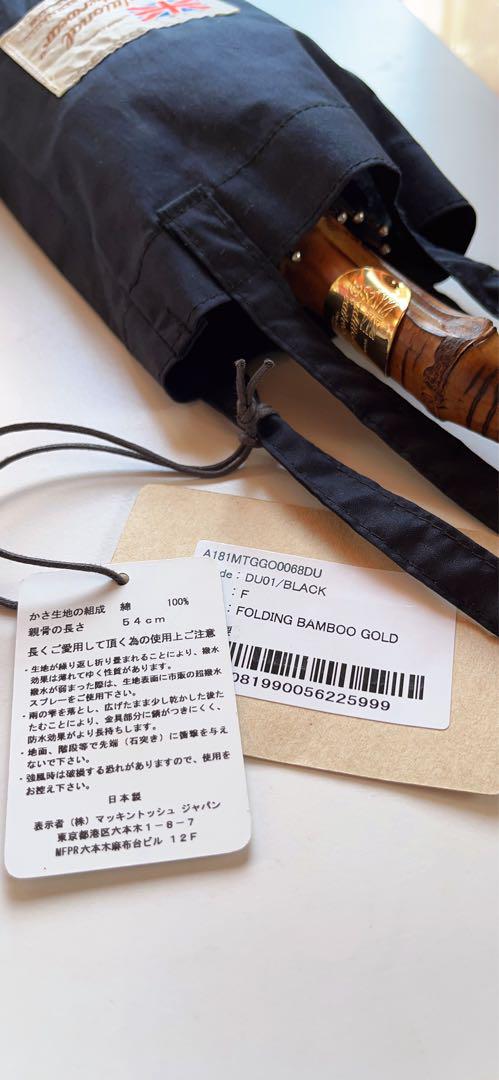 A181MTGGO0068DU
de : DU01/BLACK
: F
: FOLDING BAMBOO GOLD
081990056225999
かさ生地の組成 綿 100%
親骨の長さ 54cm
長くご愛用して頂く為の使用上ご注意
・生地が繰り返し折り畳まれることにより、撥水
効果は薄れてゆく性質があります。
撥水が弱まった際は、生地表面に市販の超撥水
スプレーをご使用下さい。
・雨の雫を落とし、広げたまま少し乾かした後た
たむことにより、金具部分に錆がつきにくく、
防水効果がより長持ちします。
・地面、階段等で先端(石突き)に衝撃を与え
ないで下さい。
・強風時は破損する恐れがありますので、使用を
お控え下さい。
日本製
表示者(株)マッキントッシュ ジャパン
東京都港区六本木1-8-7
MFPR六本木麻布台ビル 12F